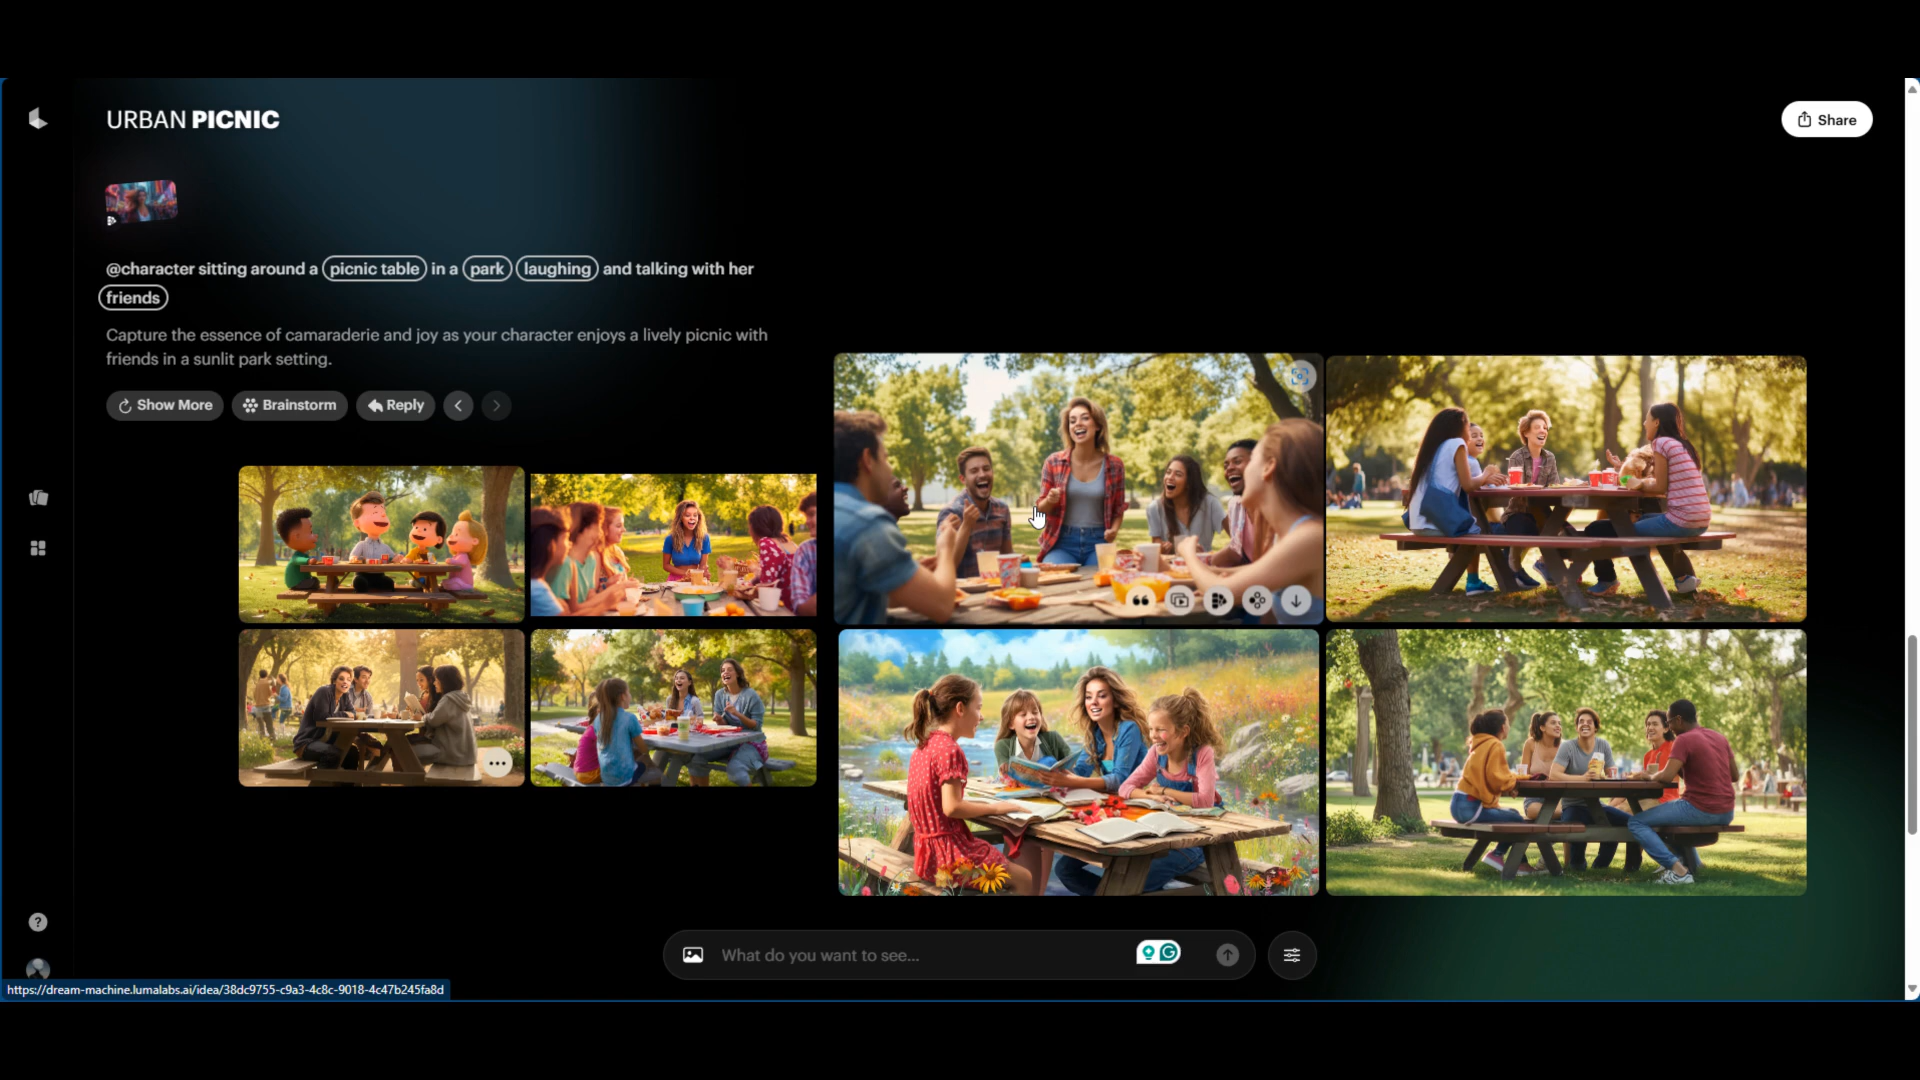 URBAN PICNIC
Share
@character sitting around a picnic table in a park laughing and talking with her
friends
Capture the essence of camaraderie and joy as your character enjoys a lively picnic with
friends in a sunlit park setting.
Show More Brainstorm Reply
What do you want to see...
https://dream-machine.lumalabs.ai/idea/38dc9755-c9a3-4c8c-9018-4c47b245fa8d